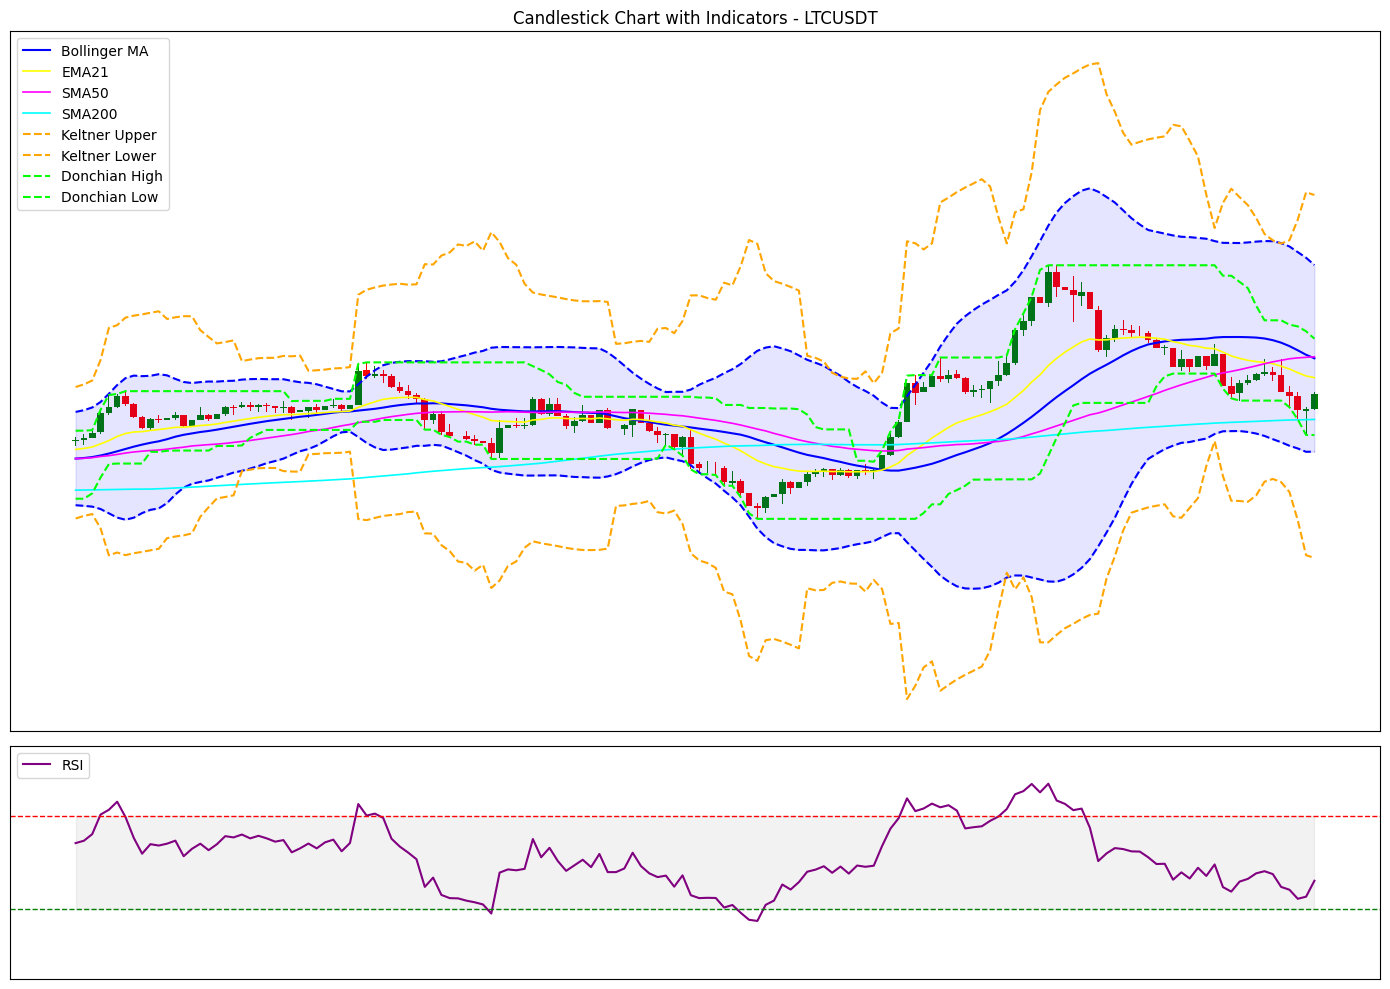 Candlestick Chart with Indicators - LTCUSDT
Bollinger MA
EMA21
SMA50
SMA200
Keltner Upper
Keltner Lower
Donchian High
Donchian Low
RSI